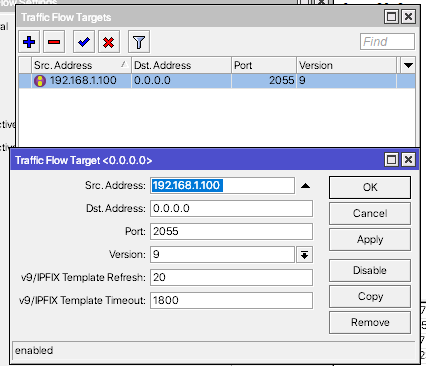 Traffic Flow Targets
Find
Src. Address / Dst. Address Port Version
192.168.1.100 0.0.0.0 2055 9
Traffic Flow Target <0.0.0.0>
Src. Address: 192.168.1.100
OK
Dst. Address: 0.0.0.0
Cancel
Port: 2055
Apply
Version: 9
v9/IPFIX Template Refresh: 20
Disable
v9/IPFIX Template Timeout: 1800
Copy
Remove
enabled